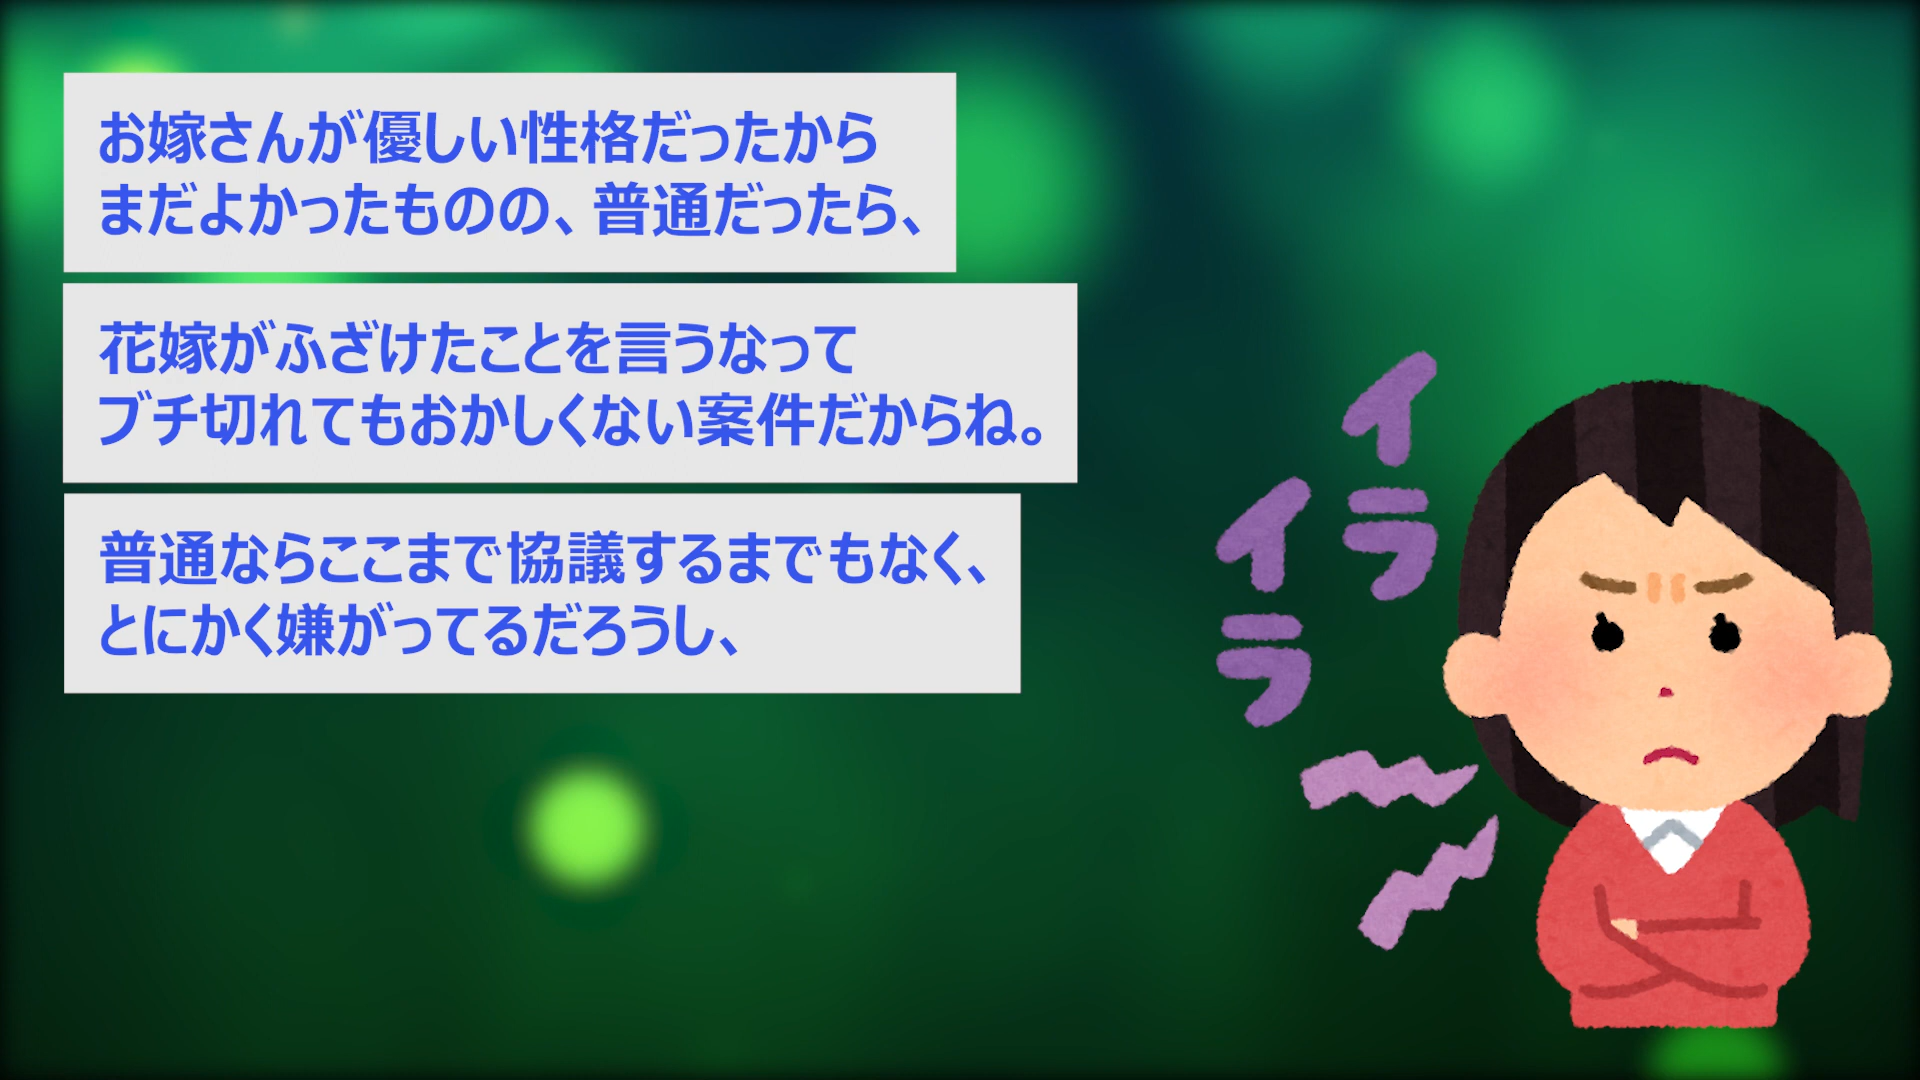 お嫁さんが優しい性格だったから
まだよかったものの、普通だったら、
花嫁がふざけたことを言うなって
ブチ切れてもおかしくない案件だからね。
普通ならここまで協議するまでもなく、
とにかく嫌がってるだろうし、
イラ
イラ